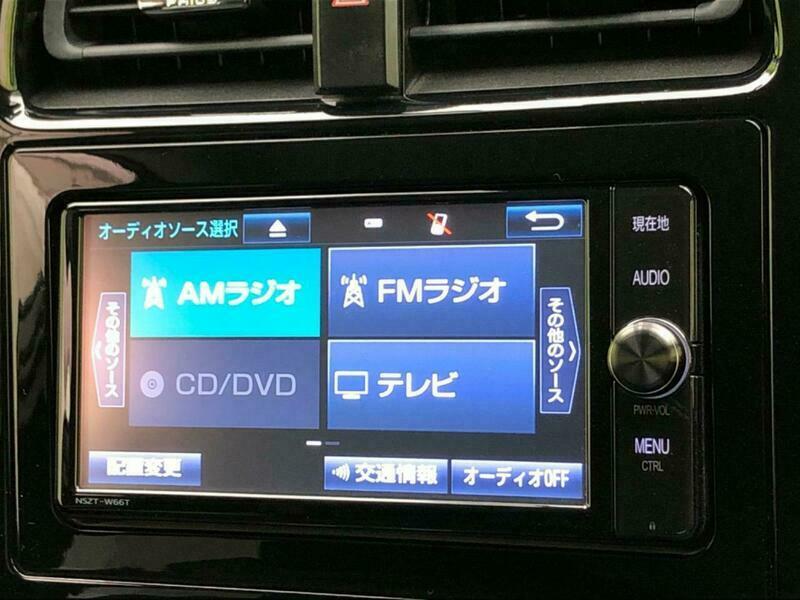 PRIUS
オーディオソース選択
AMラジオ
FMラジオ
CD/DVD
テレビ
その他のソース
その他のソース
配置変更
交通情報
オーディオOFF
NSZT-W66T
現在地
AUDIO
PWR·VOL
MENU
CTRL